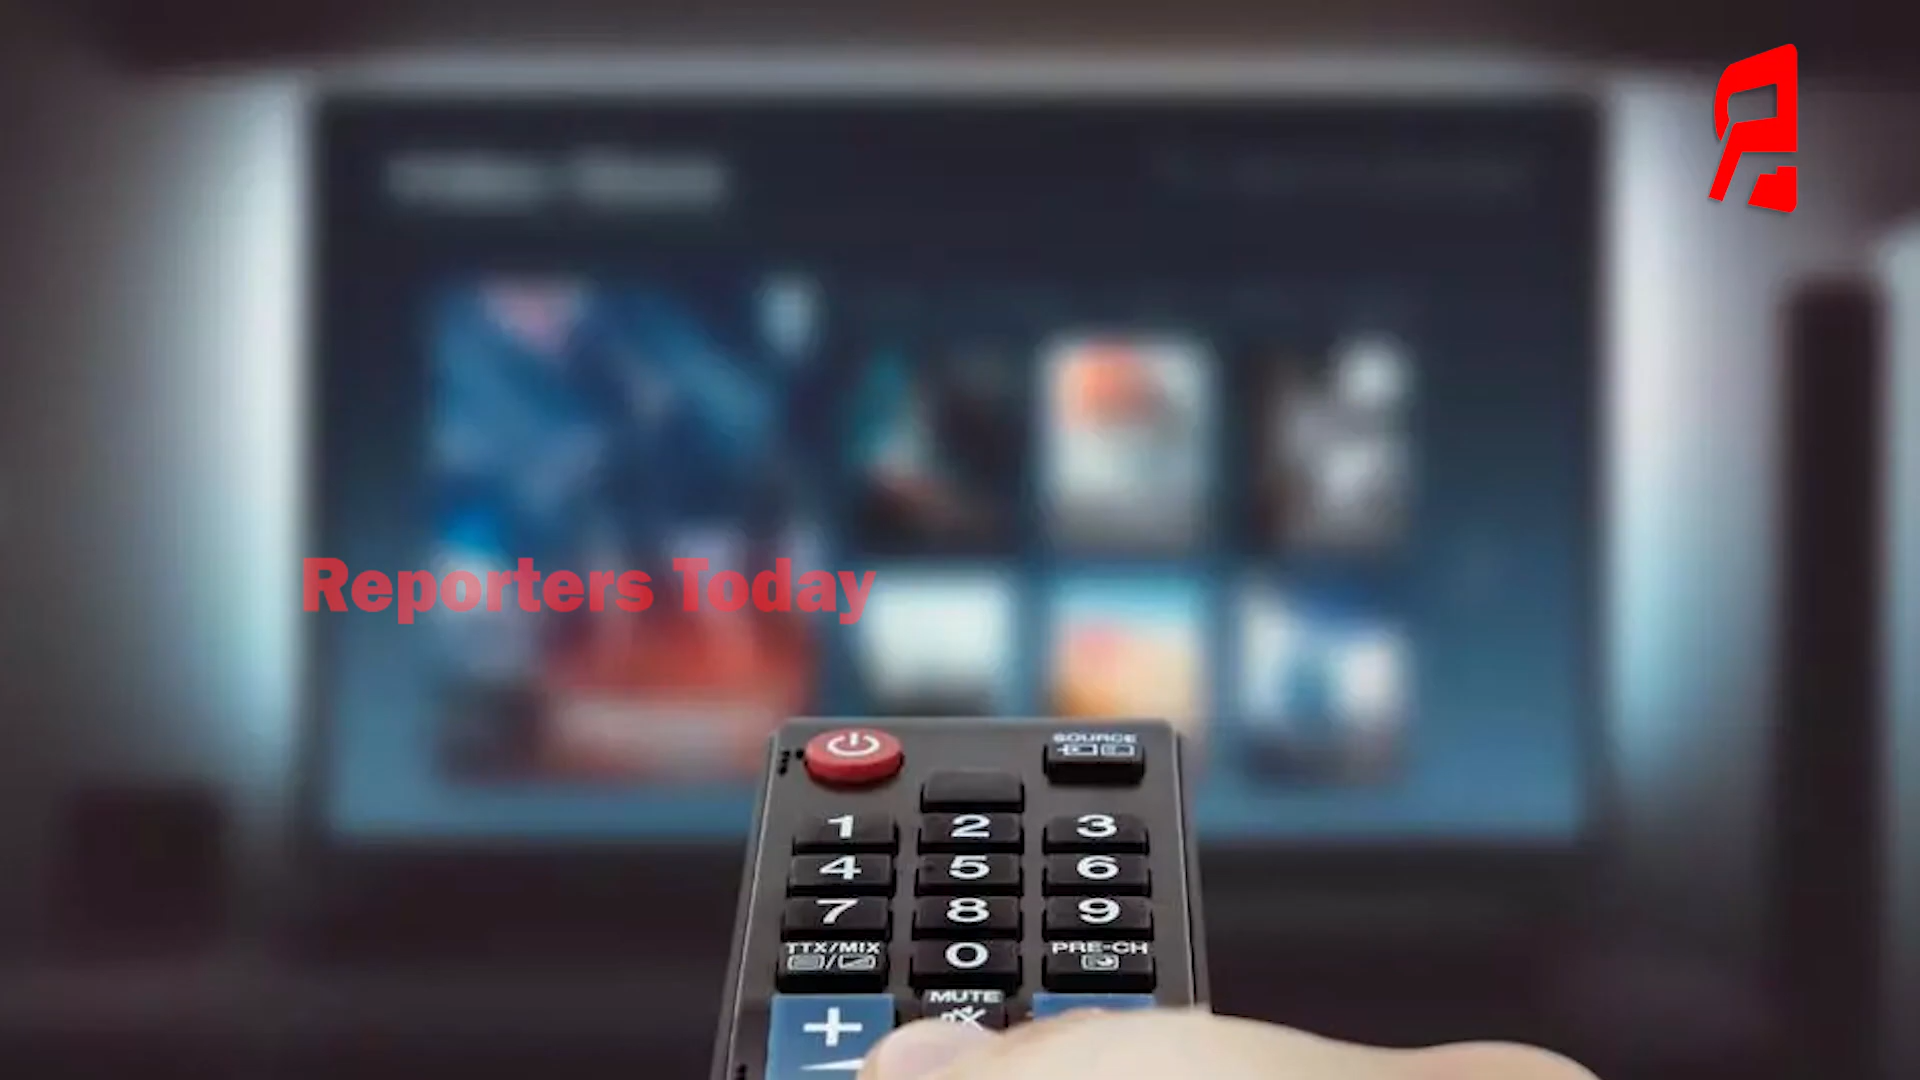 Reporters Today
SOURCE
1 2 3
4 5 6
7 8 9
TTX/MIX 0 PRE-CH
MUTE
+